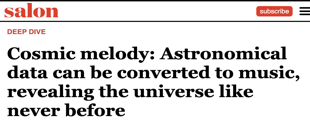 salon
subscribe
DEEP DIVE
Cosmic melody: Astronomical
data can be converted to music,
revealing the universe like
never before